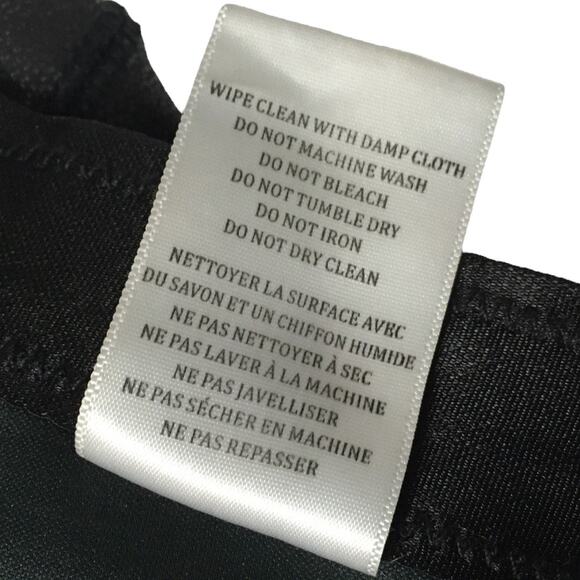 WIPE CLEAN WITH DAMP CLOTH
DO NOT MACHINE WASH
DO NOT BLEACH
DO NOT TUMBLE DRY
DO NOT IRON
DO NOT DRY CLEAN
NETTOYER LA SURFACE AVEC
DU SAVON ET UN CHIFFON HUMIDE
NE PAS NETTOYER À SEC
NE PAS LAVER À LA MACHINE
NE PAS JAVELLISER
NE PAS SÉCHER EN MACHINE
NE PAS REPASSER